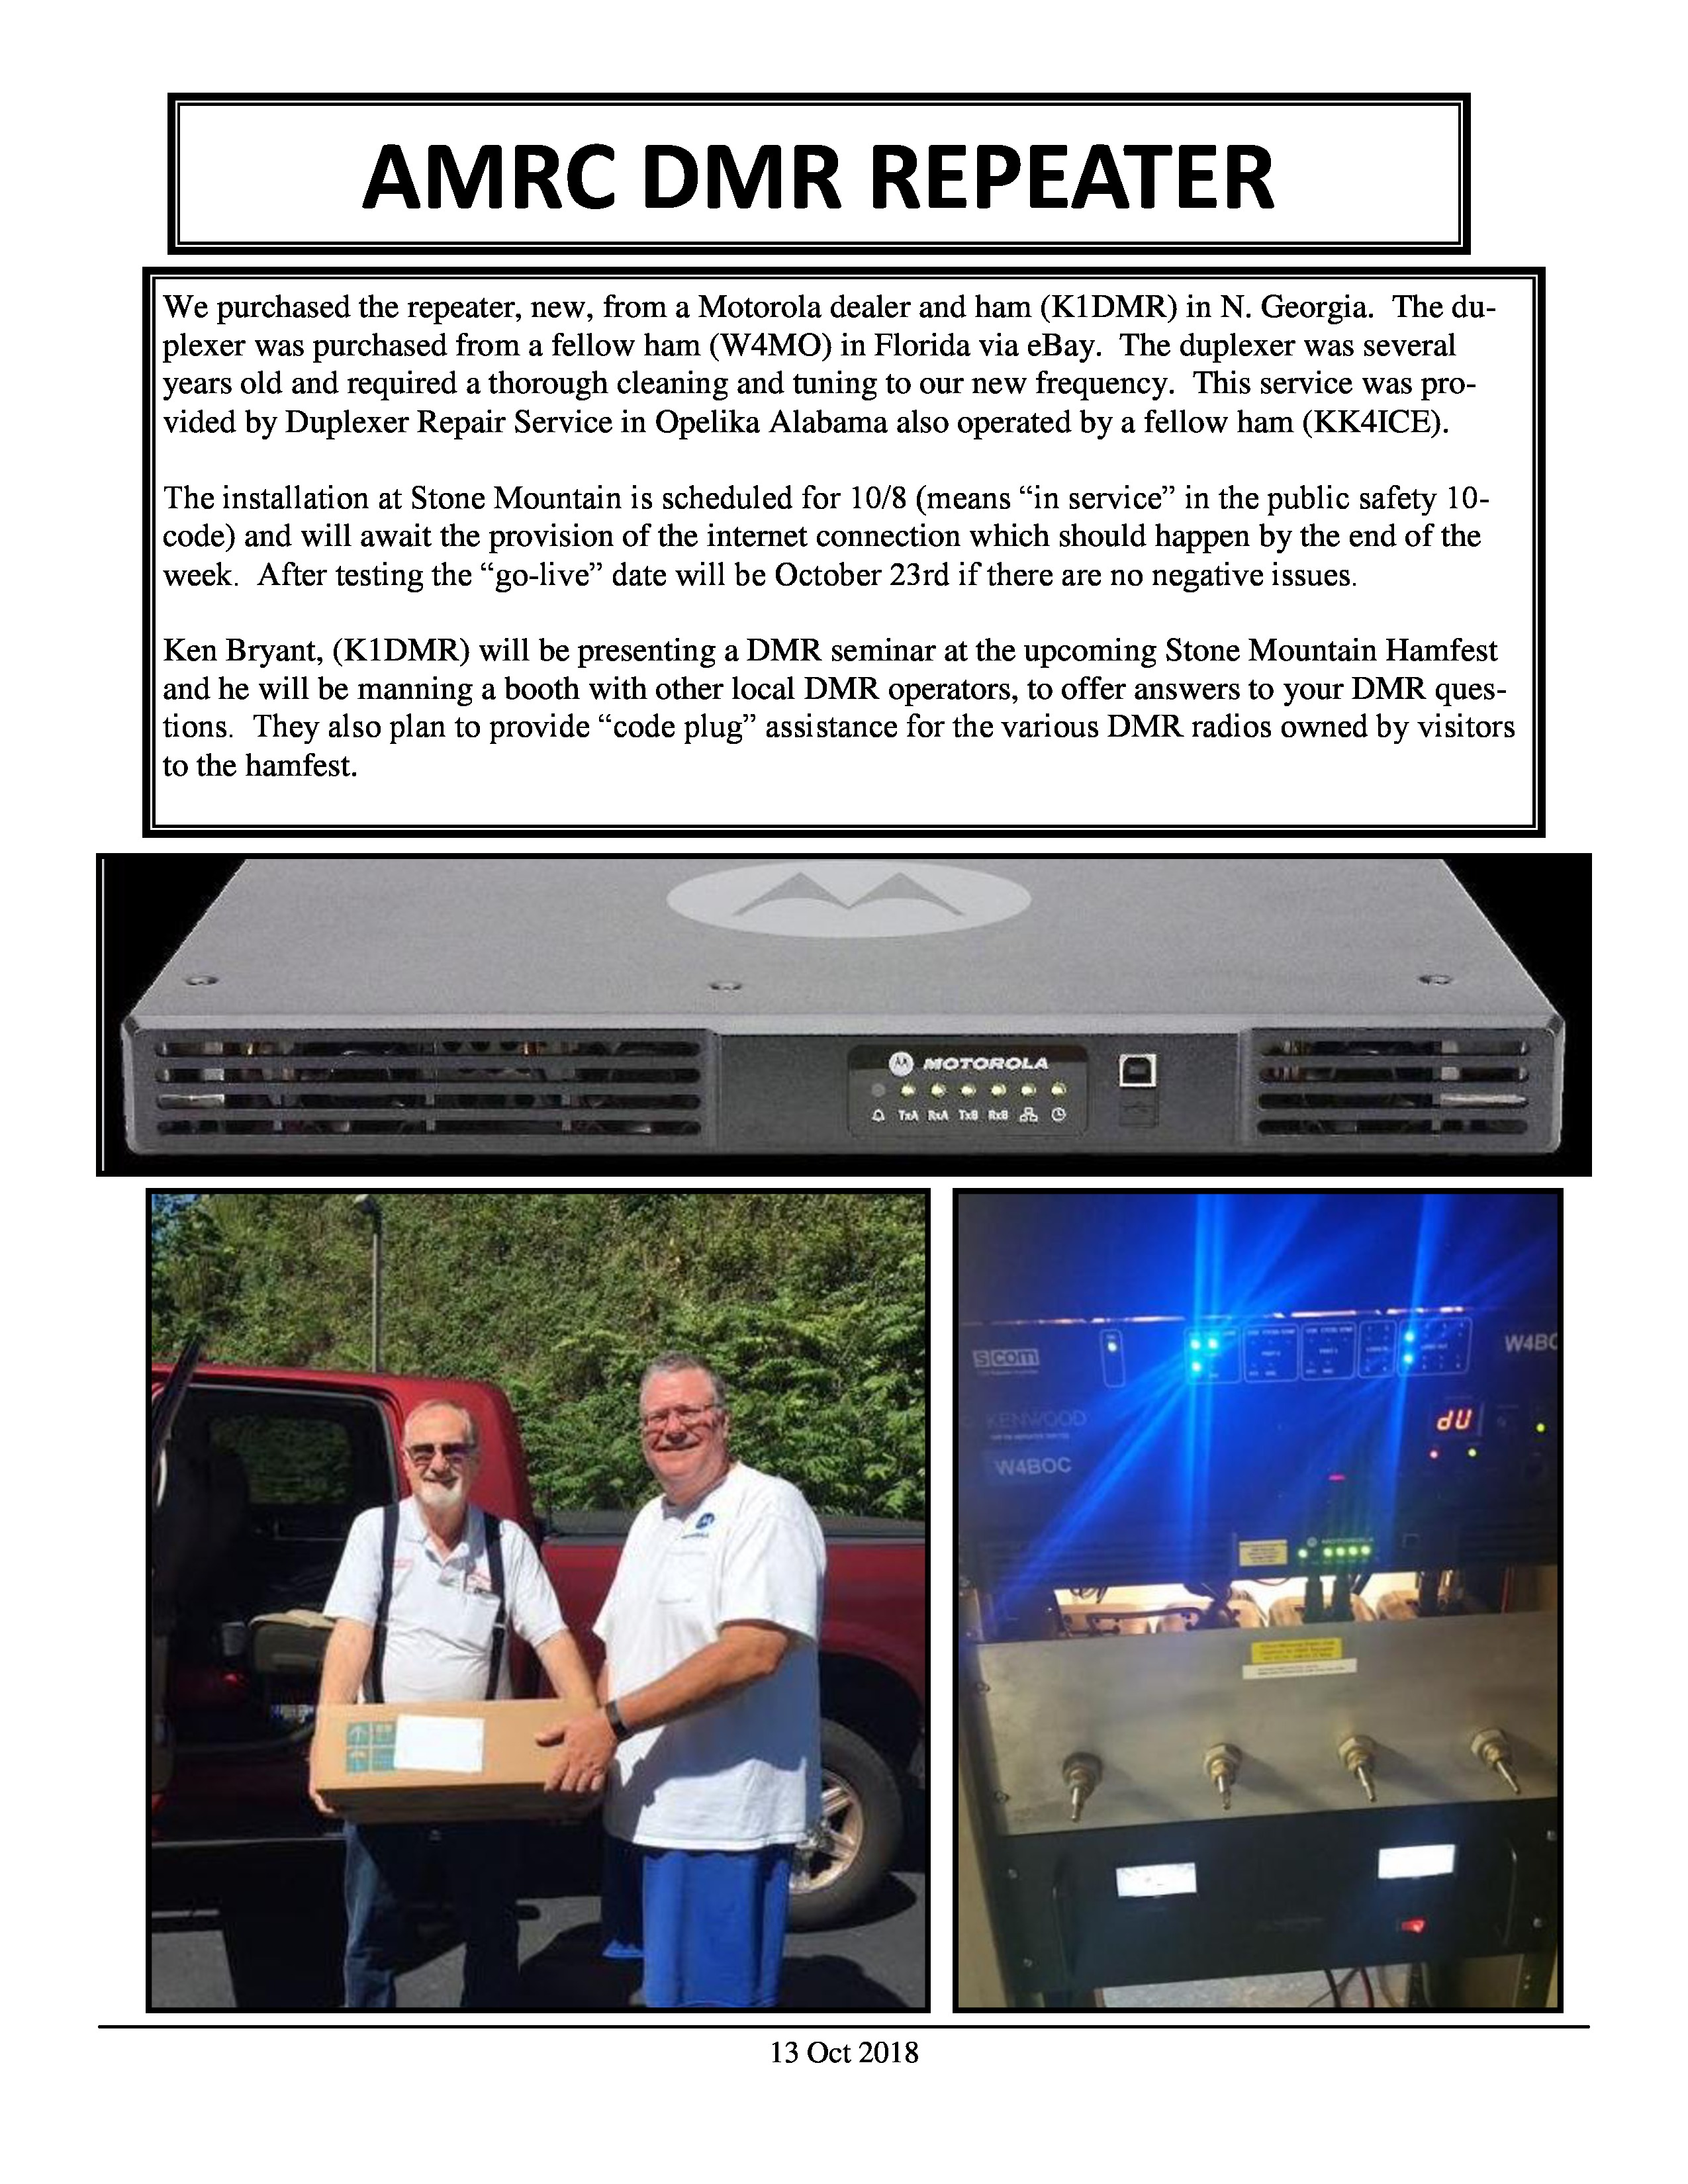 AMRC DMR REPEATER
We purchased the repeater, new, from a Motorola dealer and ham (K1DMR) in N. Georgia.  The du-
plexer was purchased from a fellow ham (W4MO) in Florida via eBay.  The duplexer was several
years old and required a thorough cleaning and tuning to our new frequency.  This service was pro-
vided by Duplexer Repair Service in Opelika Alabama also operated by a fellow ham (KK4ICE).
The installation at Stone Mountain is scheduled for 10/8 (means “in service” in the public safety 10-
code) and will await the provision of the internet connection which should happen by the end of the
week.  After testing the “go-live” date will be October 23rd if there are no negative issues.
Ken Bryant, (K1DMR) will be presenting a DMR seminar at the upcoming Stone Mountain Hamfest
and he will be manning a booth with other local DMR operators, to offer answers to your DMR ques-
tions.  They also plan to provide “code plug” assistance for the various DMR radios owned by visitors
to the hamfest.
MOTOROLA
TxA RxA TxB RxB
scom
W4BC
KENWOOD
dU
W4BOC
MOTOROLA
13 Oct 2018